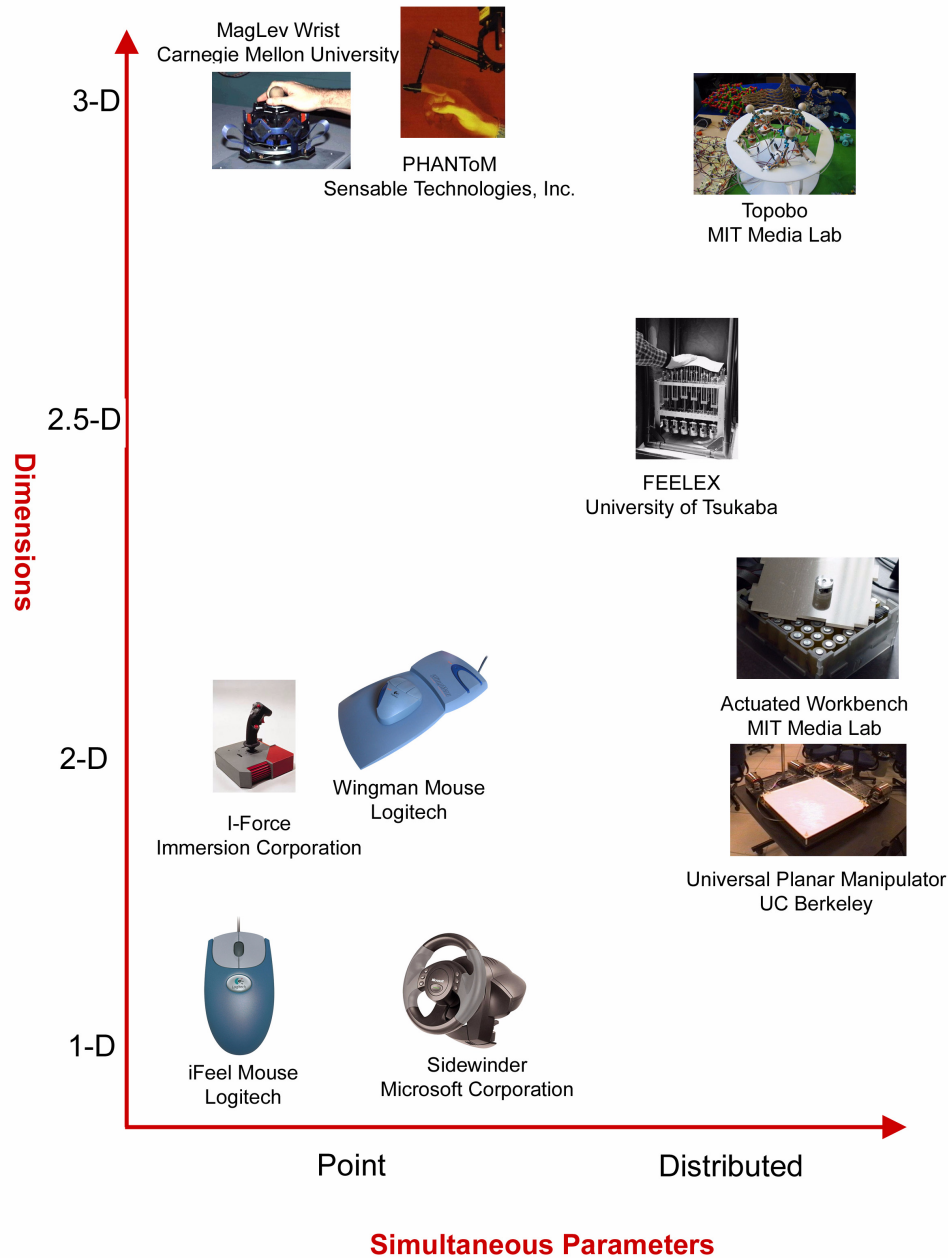 MagLev Wrist
Carnegie Mellon University
3-D
PHANToM
Sensable Technologies, Inc.
Topobo
MIT Media Lab
2.5-D
FEELEX
University of Tsukaba
Dimensions
Actuated Workbench
MIT Media Lab
2-D
Wingman Mouse
Logitech
I-Force
Immersion Corporation
Universal Planar Manipulator
UC Berkeley
1-D
iFeel Mouse
Logitech
Sidewinder
Microsoft Corporation
Point
Distributed
Simultaneous Parameters